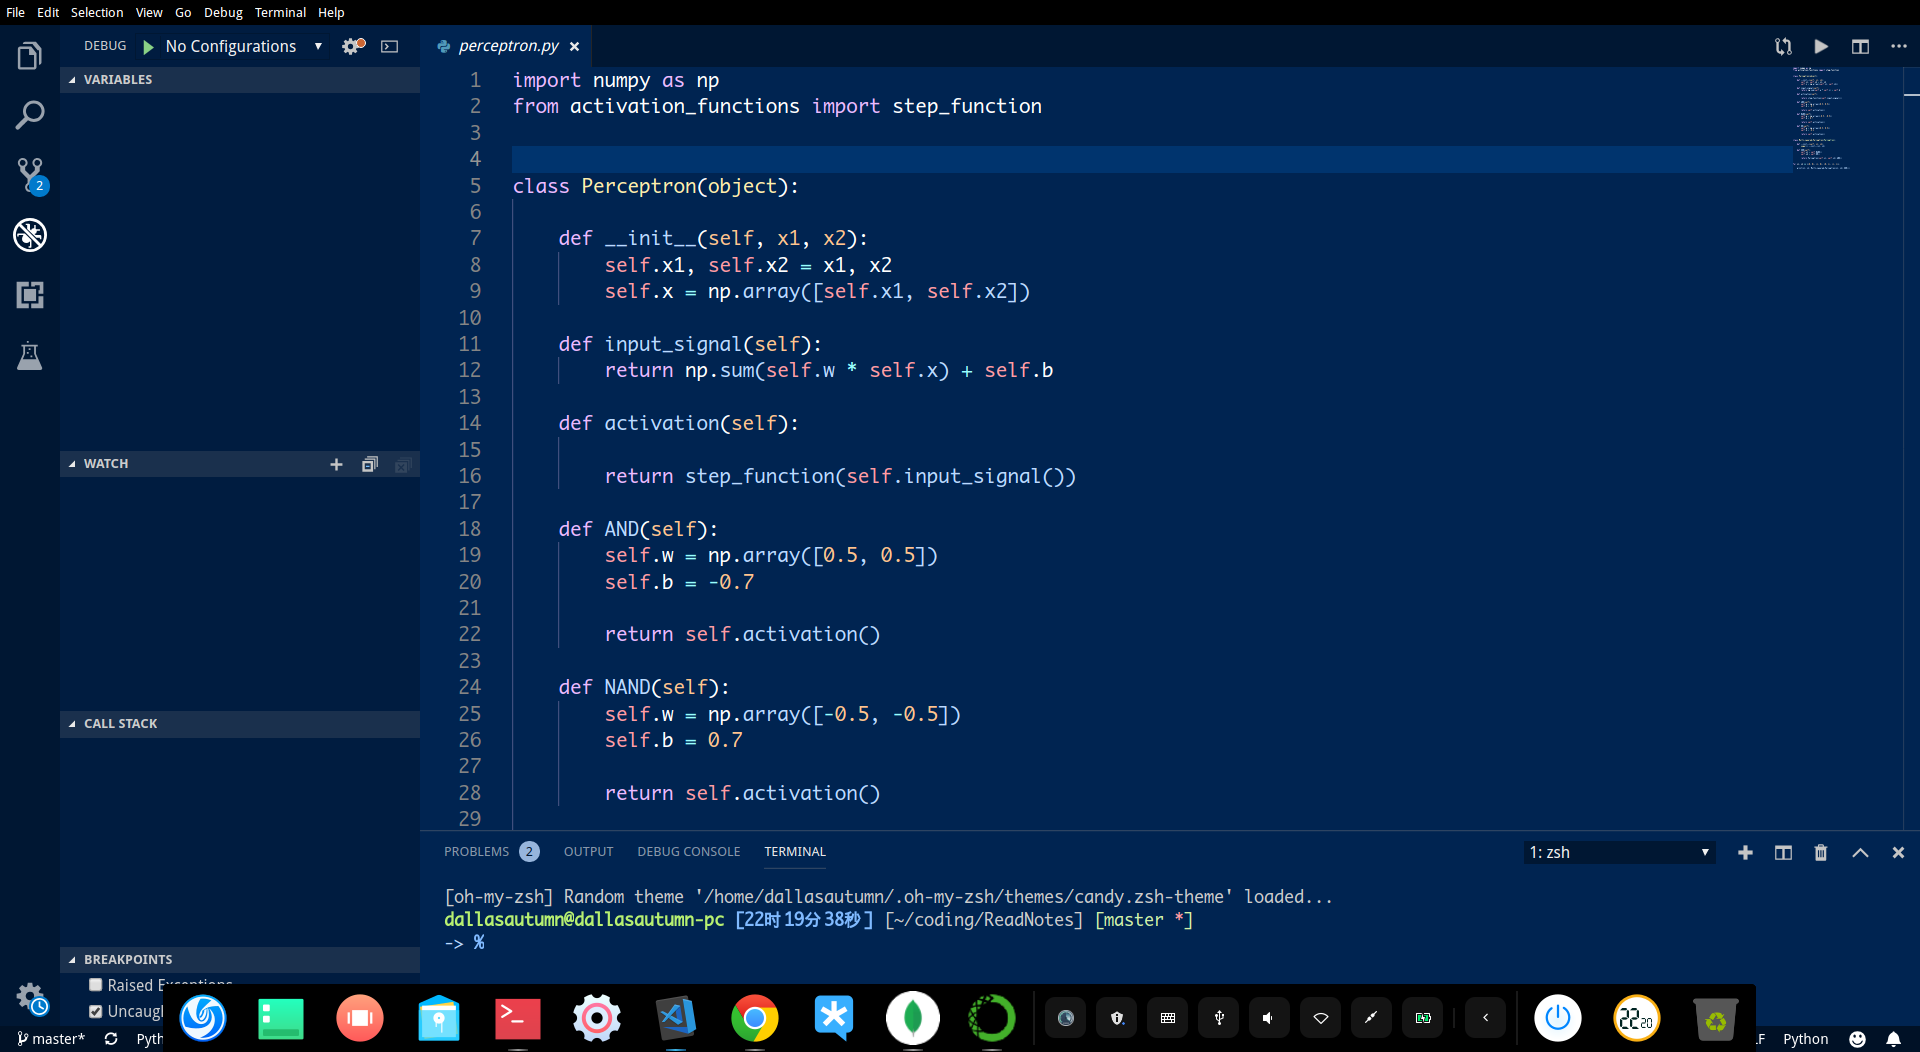 File Edit Selection View Go Debug Terminal Help
DEBUG No Configurations
perceptron.py
VARIABLES
2
WATCH
CALL STACK
BREAKPOINTS
Raised Exceptions
Uncaug
1 import numpy as np
2 from activation_functions import step_function
3
4
5 class Perceptron(object):
6
7 def __init__(self, x1, x2):
8 self.x1, self.x2 = x1, x2
9 self.x = np.array([self.x1, self.x2])
10
11 def input_signal(self):
12 return np.sum(self.w * self.x) + self.b
13
14 def activation(self):
15
16 return step_function(self.input_signal())
17
18 def AND(self):
19 self.w = np.array([0.5, 0.5])
20 self.b = -0.7
21
22 return self.activation()
23
24 def NAND(self):
25 self.w = np.array([-0.5, -0.5])
26 self.b = 0.7
27
28 return self.activation()
29
PROBLEMS 2 OUTPUT DEBUG CONSOLE TERMINAL 1: zsh
[oh-my-zsh] Random theme '/home/dallasautumn/.oh-my-zsh/themes/candy.zsh-theme' loaded...
dallasautumn@dallasautumn-pc [22时19分38秒] [~/coding/ReadNotes] [master *]
-> %
22 20
master* Pyth F Python